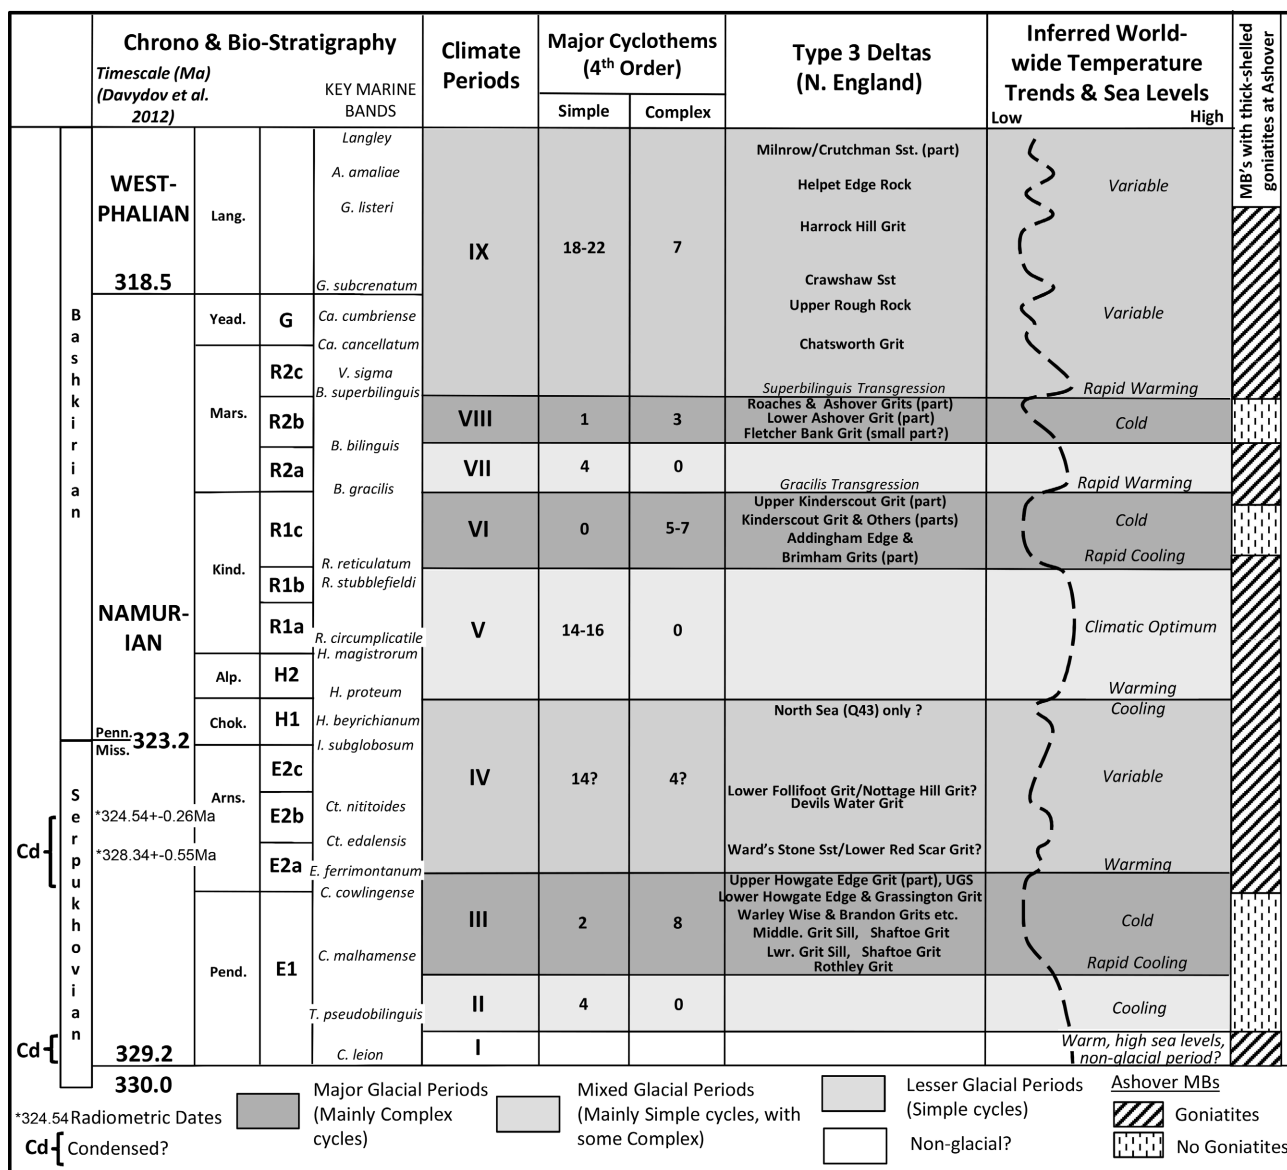 Chrono & Bio-Stratigraphy
Timescale (Ma)
(Davydov et al.
2012)
KEY MARINE
BANDS
Climate
Periods
Major Cyclothems
(4th Order)
Simple
Complex
Type 3 Deltas
(N. England)
Inferred World-
wide Temperature
Trends & Sea Levels
Low
High
MB's with thick-shelled
goniatites at Ashover
Bashkirian
Serpukhovian
WEST-
PHALIAN
318.5
NAMUR-
IAN
Penn.
Miss.
323.2
*324.54+-0.26Ma
*328.34+-0.55Ma
Cd
Cd
329.2
330.0
Lang.
Yead.
Mars.
Kind.
Alp.
Chok.
Arns.
Pend.
G
R2c
R2b
R2a
R1c
R1b
R1a
H2
H1
E2c
E2b
E2a
E1
Langley
A. amaliae
G. listeri
G. subcrenatum
Ca. cumbriense
Ca. cancellatum
V. sigma
B. superbilinguis
B. bilinguis
B. gracilis
R. reticulatum
R. stubblefieldi
R. circumplicatile
H. magistrorum
H. proteum
H. beyrichianum
I. subglobosum
Ct. nititoides
Ct. edalensis
E. ferrimontanum
C. cowlingense
C. malhamense
T. pseudobilinguis
C. leion
IX
18-22
7
Milnrow/Crutchman Sst. (part)
Helpet Edge Rock
Harrock Hill Grit
Crawshaw Sst
Upper Rough Rock
Chatsworth Grit
Superbilinguis Transgression
Variable
Variable
Rapid Warming
VIII
1
3
Roaches & Ashover Grits (part)
Lower Ashover Grit (part)
Fletcher Bank Grit (small part?)
Cold
VII
4
0
Gracilis Transgression
Rapid Warming
VI
0
5-7
Upper Kinderscout Grit (part)
Kinderscout Grit & Others (parts)
Addingham Edge &
Brimham Grits (part)
Cold
Rapid Cooling
V
14-16
0
Climatic Optimum
Warming
IV
14?
4?
North Sea (Q43) only ?
Lower Follifoot Grit/Nottage Hill Grit?
Devils Water Grit
Ward's Stone Sst/Lower Red Scar Grit?
Cooling
Variable
Warming
III
2
8
Upper Howgate Edge Grit (part), UGS
Lower Howgate Edge & Grassington Grit
Warley Wise & Brandon Grits etc.
Middle. Grit Sill, Shaftoe Grit
Lwr. Grit Sill, Shaftoe Grit
Rothley Grit
Cold
Rapid Cooling
II
4
0
Cooling
I
Warm, high sea levels,
non-glacial period?
*324.54 Radiometric Dates
Cd Condensed?
Major Glacial Periods
(Mainly Complex
cycles)
Mixed Glacial Periods
(Mainly Simple cycles, with
some Complex)
Lesser Glacial Periods
(Simple cycles)
Non-glacial?
Ashover MBs
Goniatites
No Goniatites